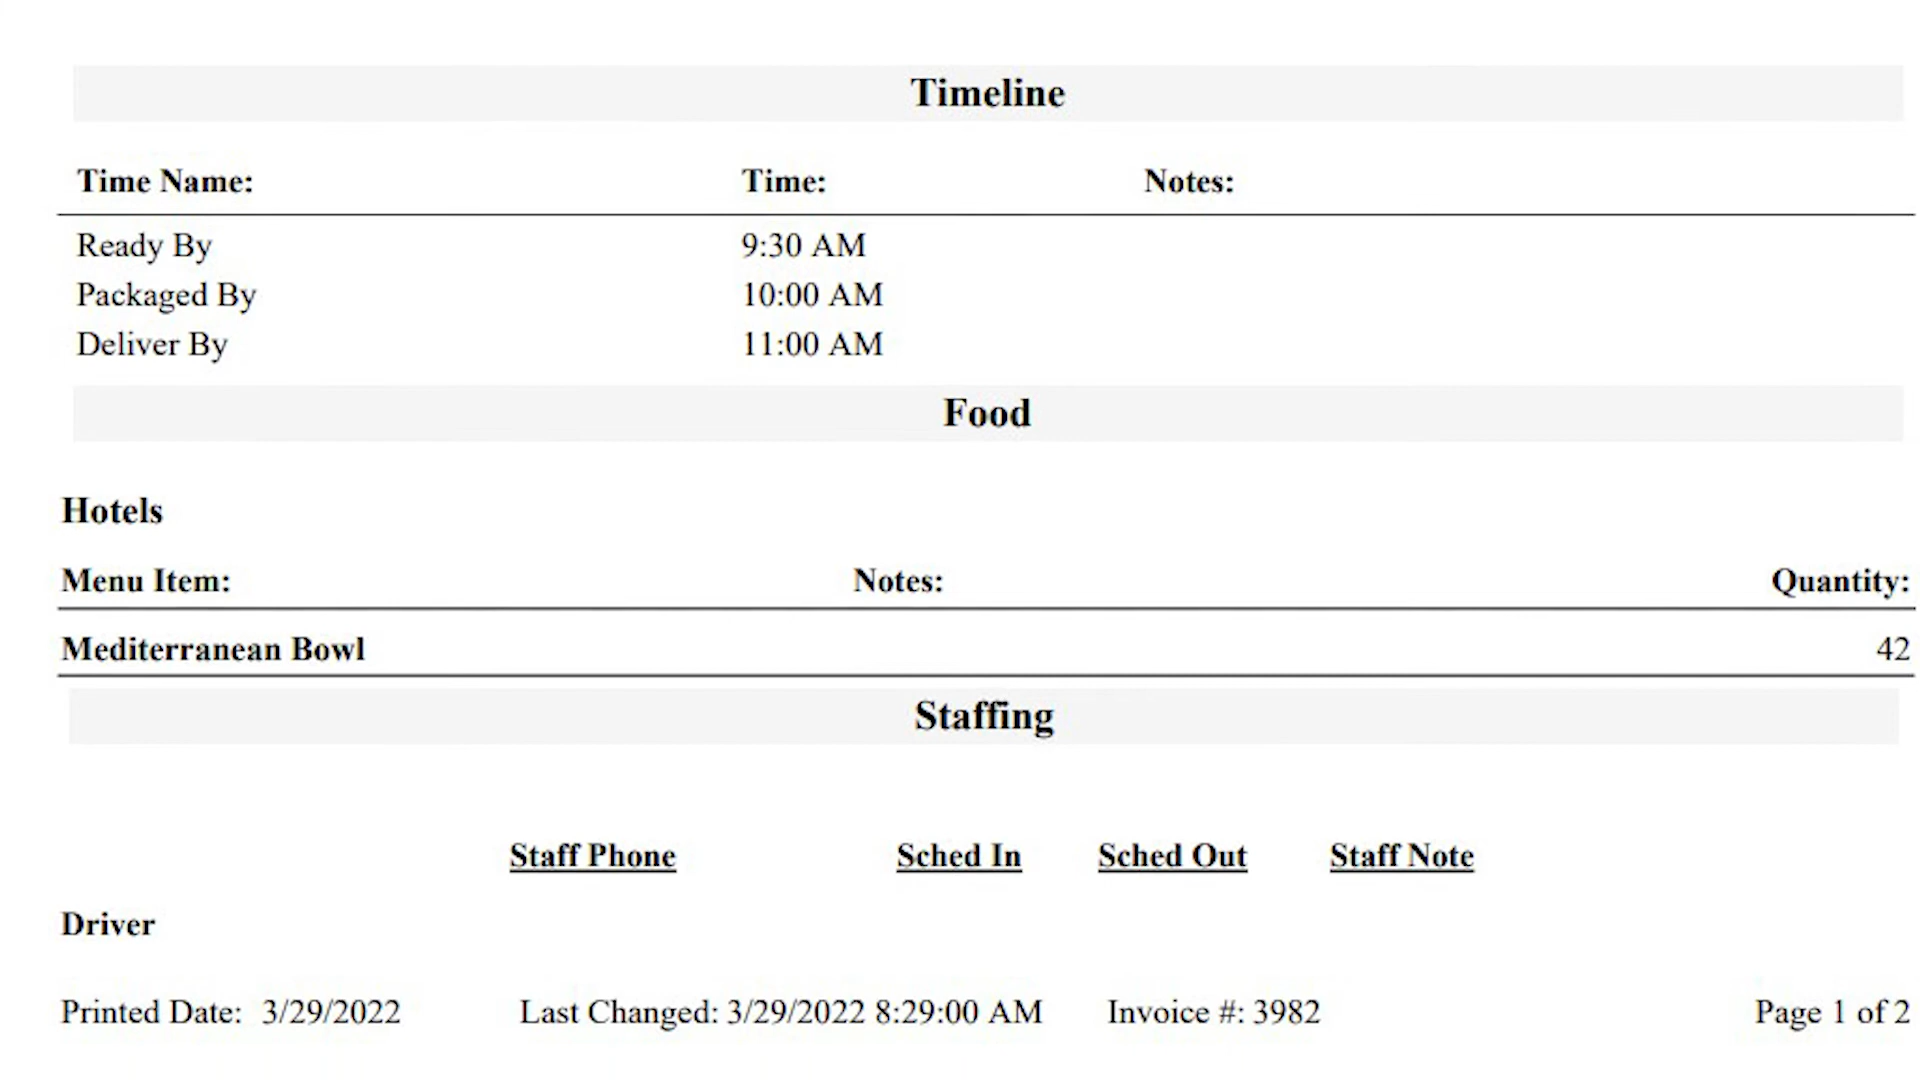 Timeline
Time Name: Time: Notes:
Ready By 9:30 AM
Packaged By 10:00 AM
Deliver By 11:00 AM
Food
Hotels
Menu Item: Notes: Quantity:
Mediterranean Bowl 42
Staffing
Staff Phone Sched In Sched Out Staff Note
Driver
Printed Date: 3/29/2022 Last Changed: 3/29/2022 8:29:00 AM Invoice #: 3982 Page 1 of 2